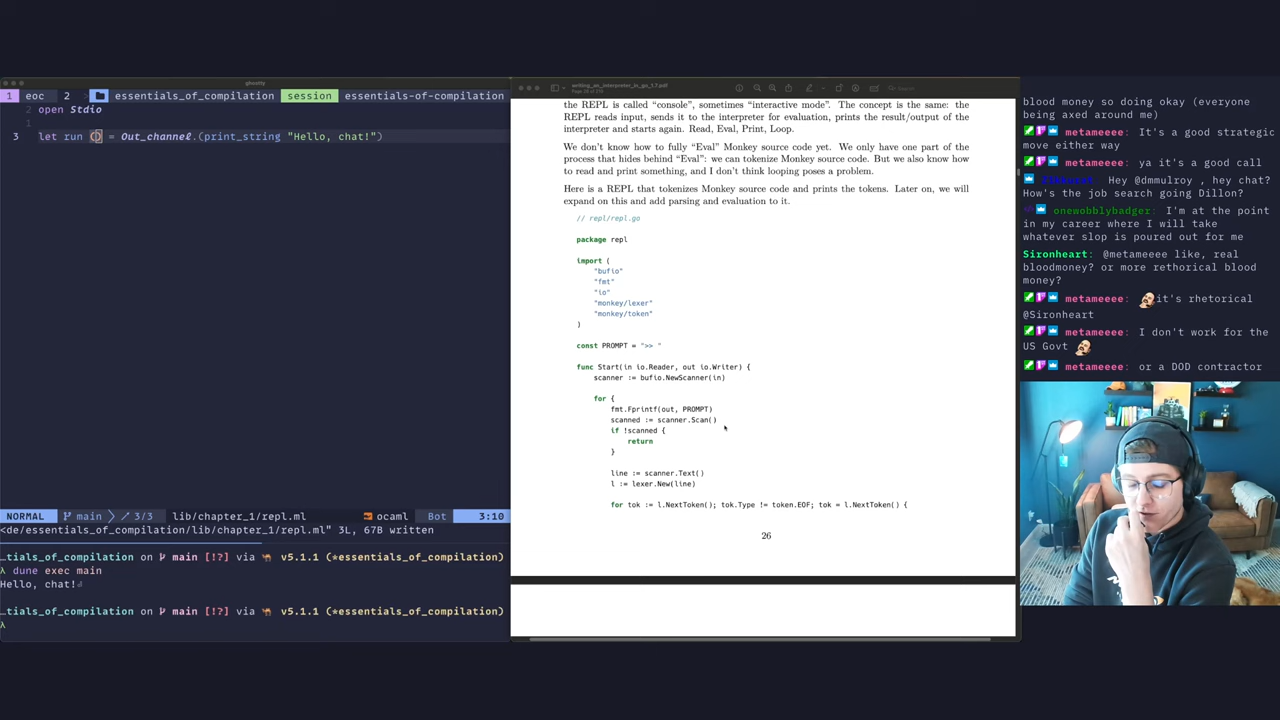 ghostty
1 eoc 2 essentials_of_compilation session essentials-of-compilation
open Stdio
1
3 let run () = Out_channel.(print_string "Hello, chat!")
NORMAL main 3/3 lib/chapter_1/repl.ml ocaml Bot 3:10
<de/essentials_of_compilation/lib/chapter_1/repl.ml" 3L, 67B written
…tials_of_compilation on main [!?] via v5.1.1 (*essentials_of_compilation)
λ dune exec main
Hello, chat!⏎
…tials_of_compilation on main [!?] via v5.1.1 (*essentials_of_compilation)
λ
writing_an_interpreter_in_go_1.7.pdf
Search
the REPL is called “console”, sometimes “interactive mode”. The concept is the same: the
REPL reads input, sends it to the interpreter for evaluation, prints the result/output of the
interpreter and starts again. Read, Eval, Print, Loop.
We don’t know how to fully “Eval” Monkey source code yet. We only have one part of the
process that hides behind “Eval”: we can tokenize Monkey source code. But we also know how
to read and print something, and I don’t think looping poses a problem.
Here is a REPL that tokenizes Monkey source code and prints the tokens. Later on, we will
expand on this and add parsing and evaluation to it.
// repl/repl.go
package repl
import (
"bufio"
"fmt"
"io"
"monkey/lexer"
"monkey/token"
)
const PROMPT = ">> "
func Start(in io.Reader, out io.Writer) {
scanner := bufio.NewScanner(in)
for {
fmt.Fprintf(out, PROMPT)
scanned := scanner.Scan()
if !scanned {
return
}
line := scanner.Text()
l := lexer.New(line)
for tok := l.NextToken(); tok.Type != token.EOF; tok = l.NextToken() {
26
blood money so doing okay (everyone
being axed around me)
metameeee: It's a good strategic
move either way
metameeee: ya it's a good call
Hey @dmmulroy , hey chat?
How's the job search going Dillon?
onewobblybadger: I'm at the point
in my career where I will take
whatever slop is poured out for me
Sironheart: @metameeee like, real
bloodmoney? or more rethorical blood
money?
metameeee: it's rhetorical
@Sironheart
metameeee: I don't work for the
US Govt
metameeee: or a DOD contractor